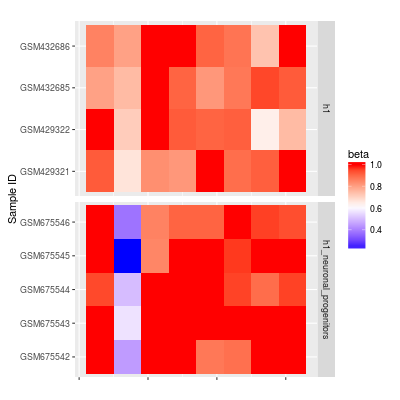 GSM432686
GSM432685
GSM429322
GSM429321
h1
GSM675546
GSM675545
GSM675544
GSM675543
GSM675542
h1_neuronal_progenitors
Sample ID
beta
1.0
0.8
0.6
0.4